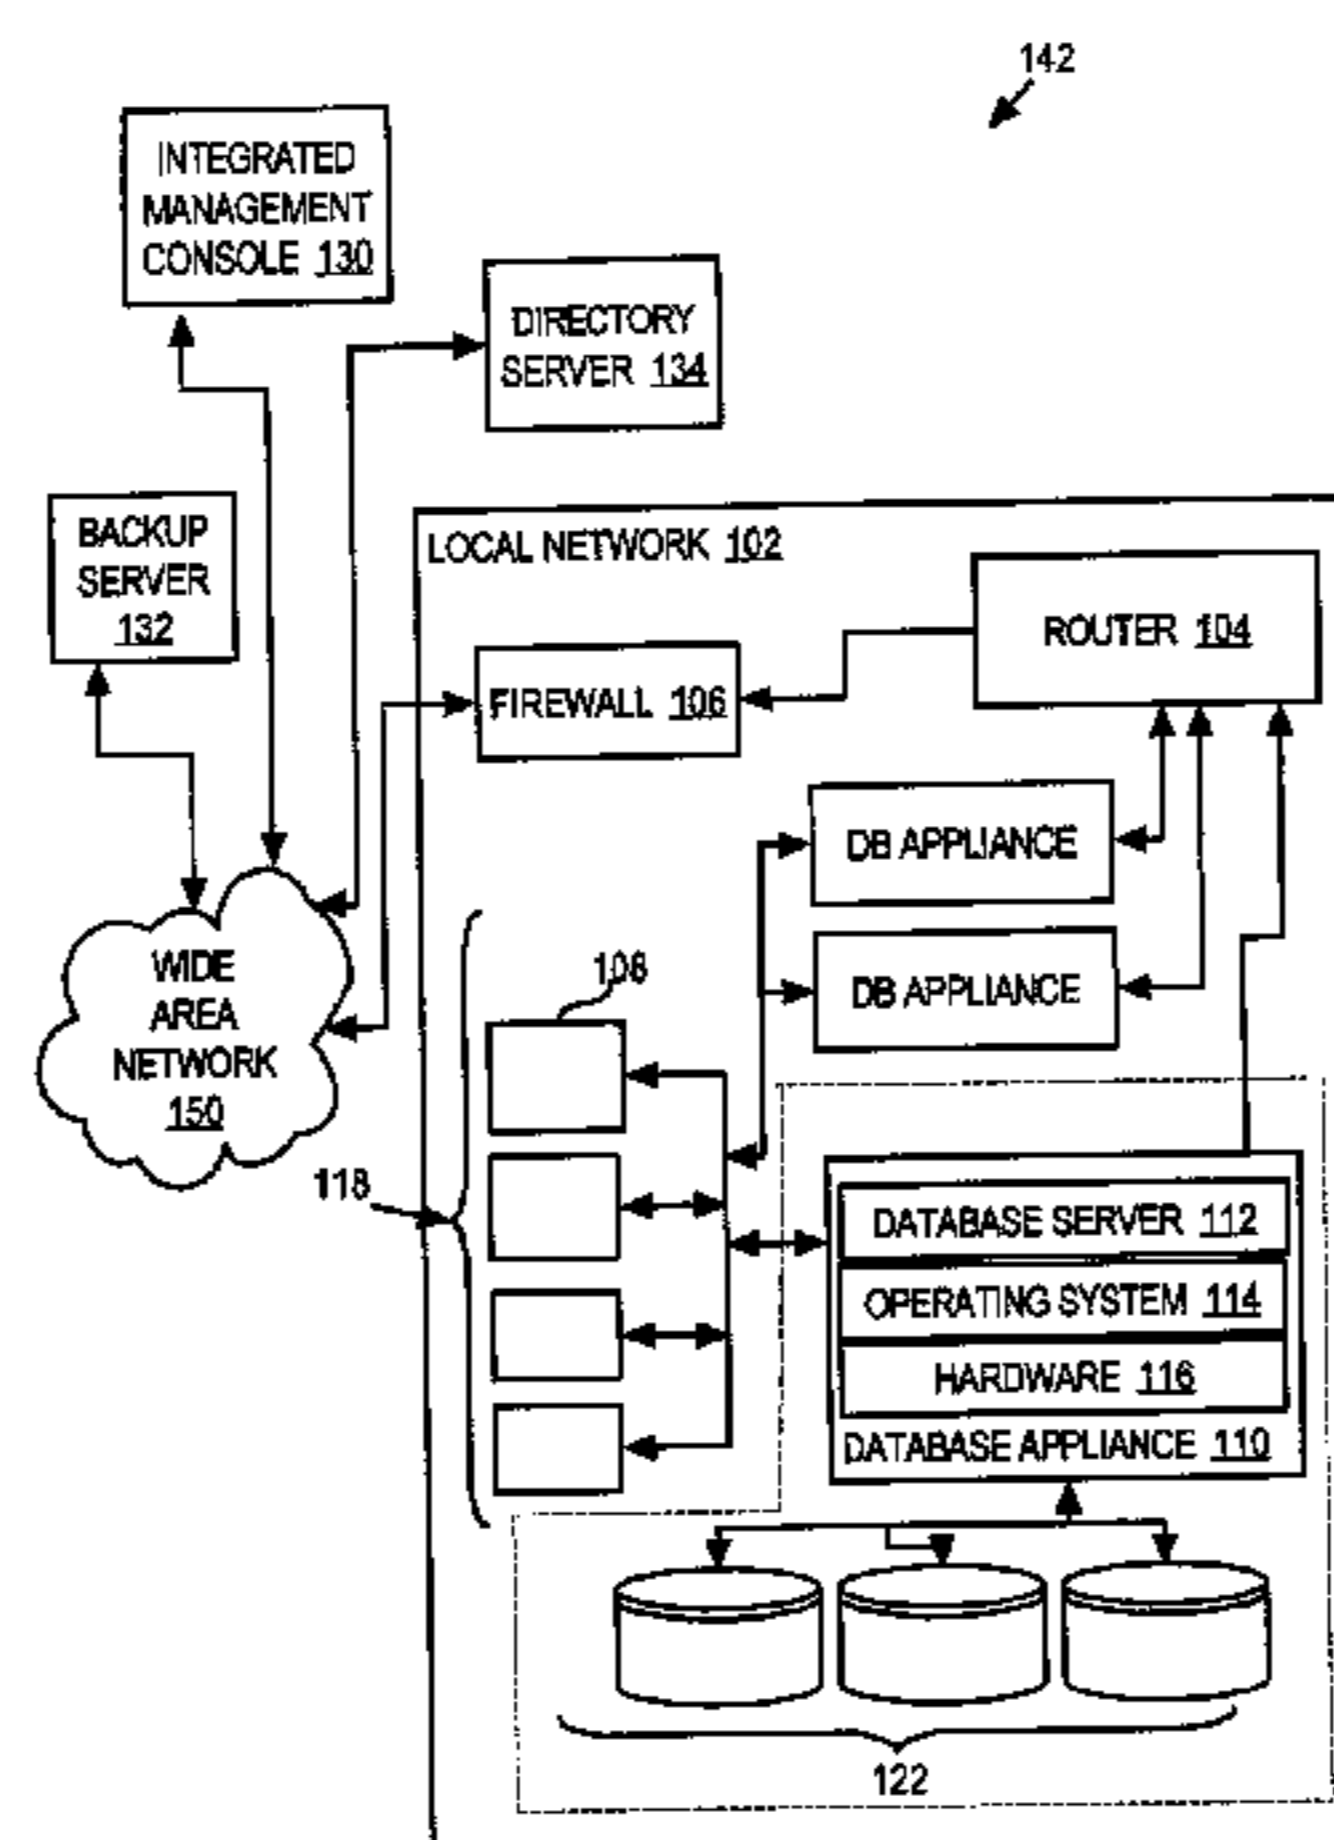 142
INTEGRATED
MANAGEMENT
CONSOLE 130
DIRECTORY
SERVER 134
BACKUP
SERVER
132
LOCAL NETWORK 102
ROUTER 104
FIREWALL 106
DB APPLIANCE
DB APPLIANCE
WIDE
AREA
NETWORK
150
108
118
DATABASE SERVER 112
OPERATING SYSTEM 114
HARDWARE 116
DATABASE APPLIANCE 110
122